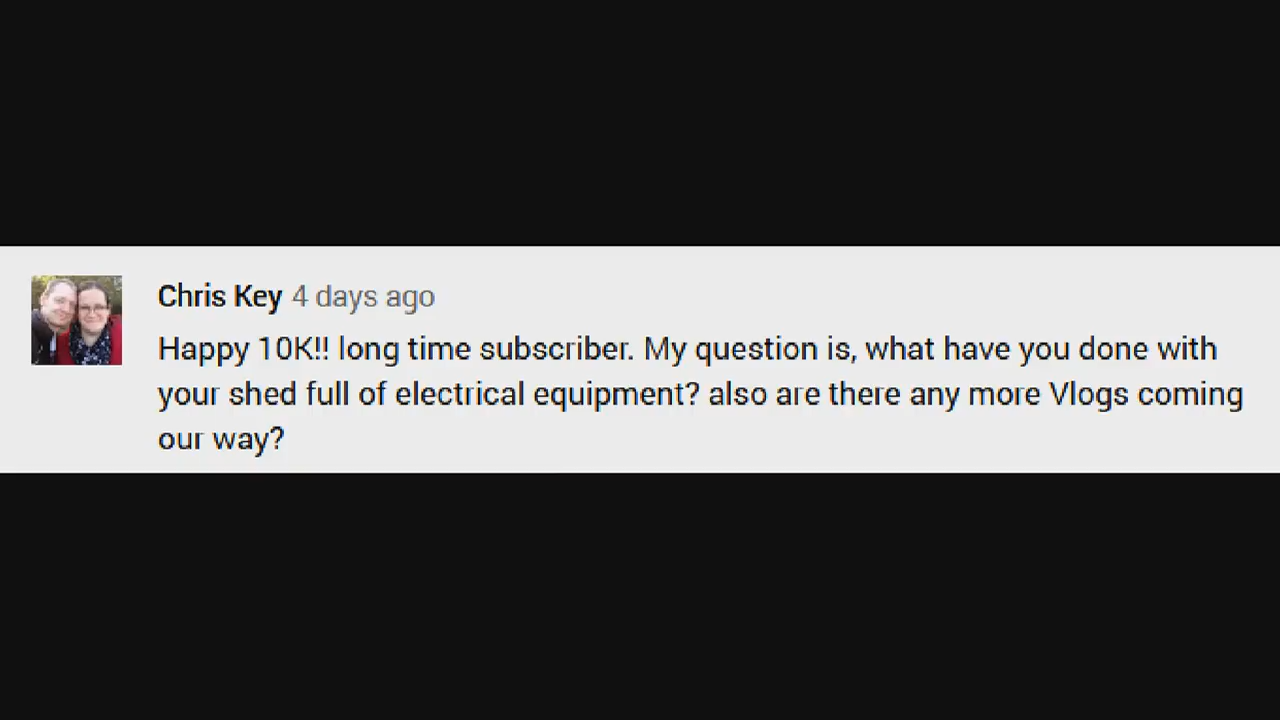 Chris Key 4 days ago
Happy 10K!! long time subscriber. My question is, what have you done with
your shed full of electrical equipment? also are there any more Vlogs coming
our way?